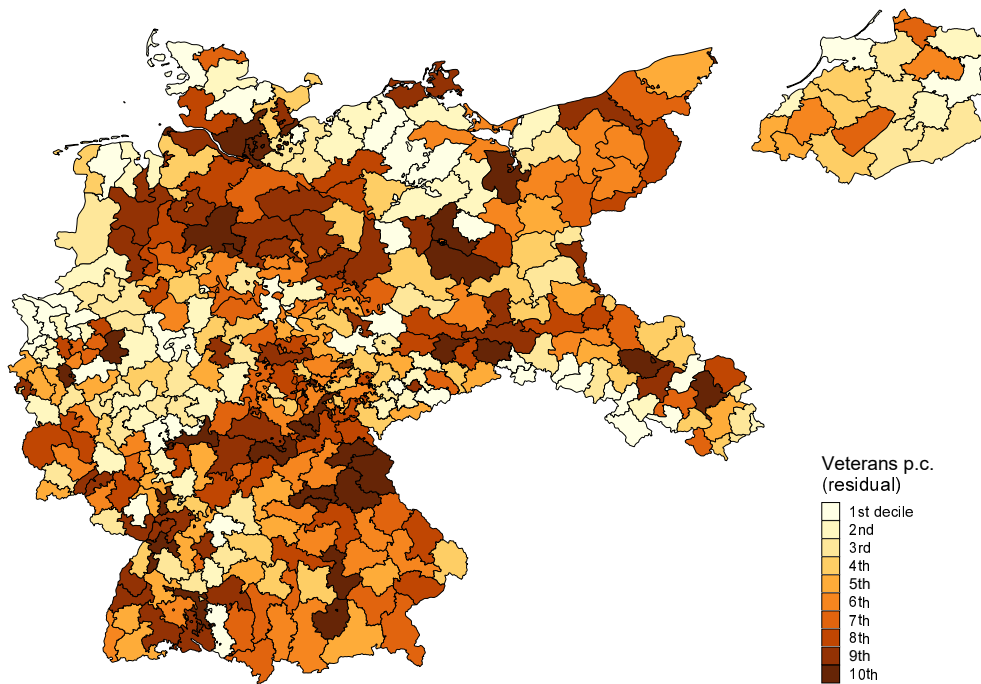 Veterans p.c.
(residual)
1st decile
2nd
3rd
4th
5th
6th
7th
8th
9th
10th